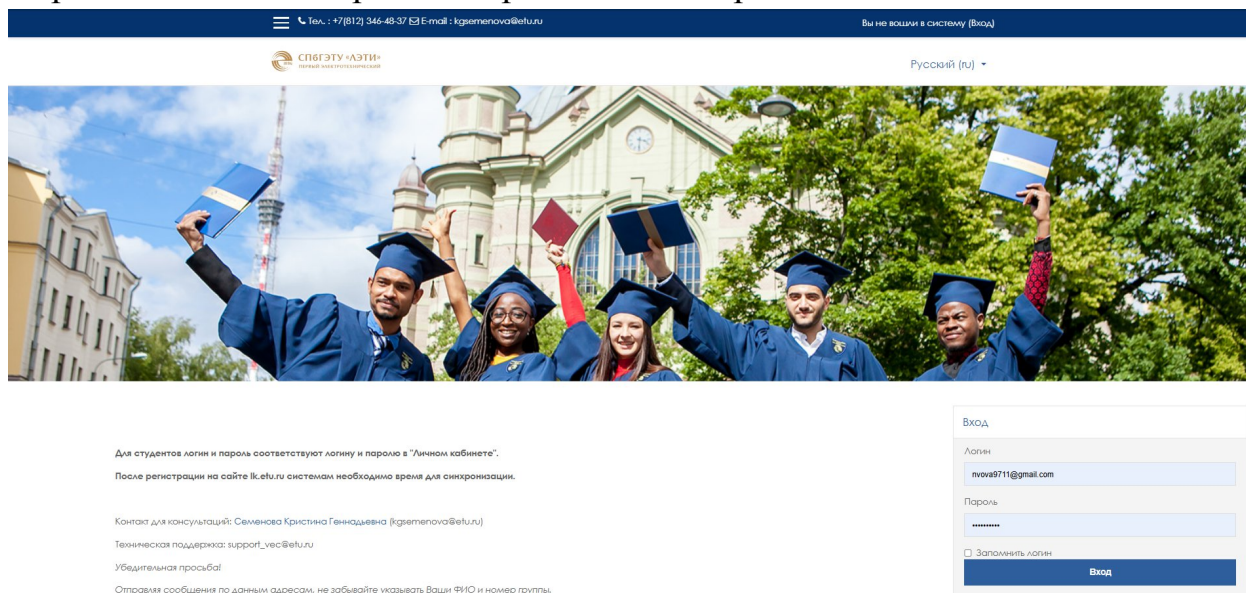 Тел. : +7(812) 346-48-37 E-mail : kgsemenova@etu.ru
Вы не вошли в систему (Вход)
СПбГЭТУ «ЛЭТИ»
ПЕРВЫЙ ЭЛЕКТРОТЕХНИЧЕСКИЙ
Русский (ru)
Для студентов логин и пароль соответствуют логину и паролю в "Личном кабинете".
После регистрации на сайте lk.etu.ru системам необходимо время для синхронизации.
Контакт для консультаций: Семенова Кристина Геннадьевна (kgsemenova@etu.ru)
Техническая поддержка: support_vec@etu.ru
Убедительная просьба!
Отправляя сообщения по данным адресам, не забывайте указывать Ваши ФИО и номер группы.
Вход
Логин
nvova9711@gmail.com
Пароль
••••••••••
Запомнить логин
Вход